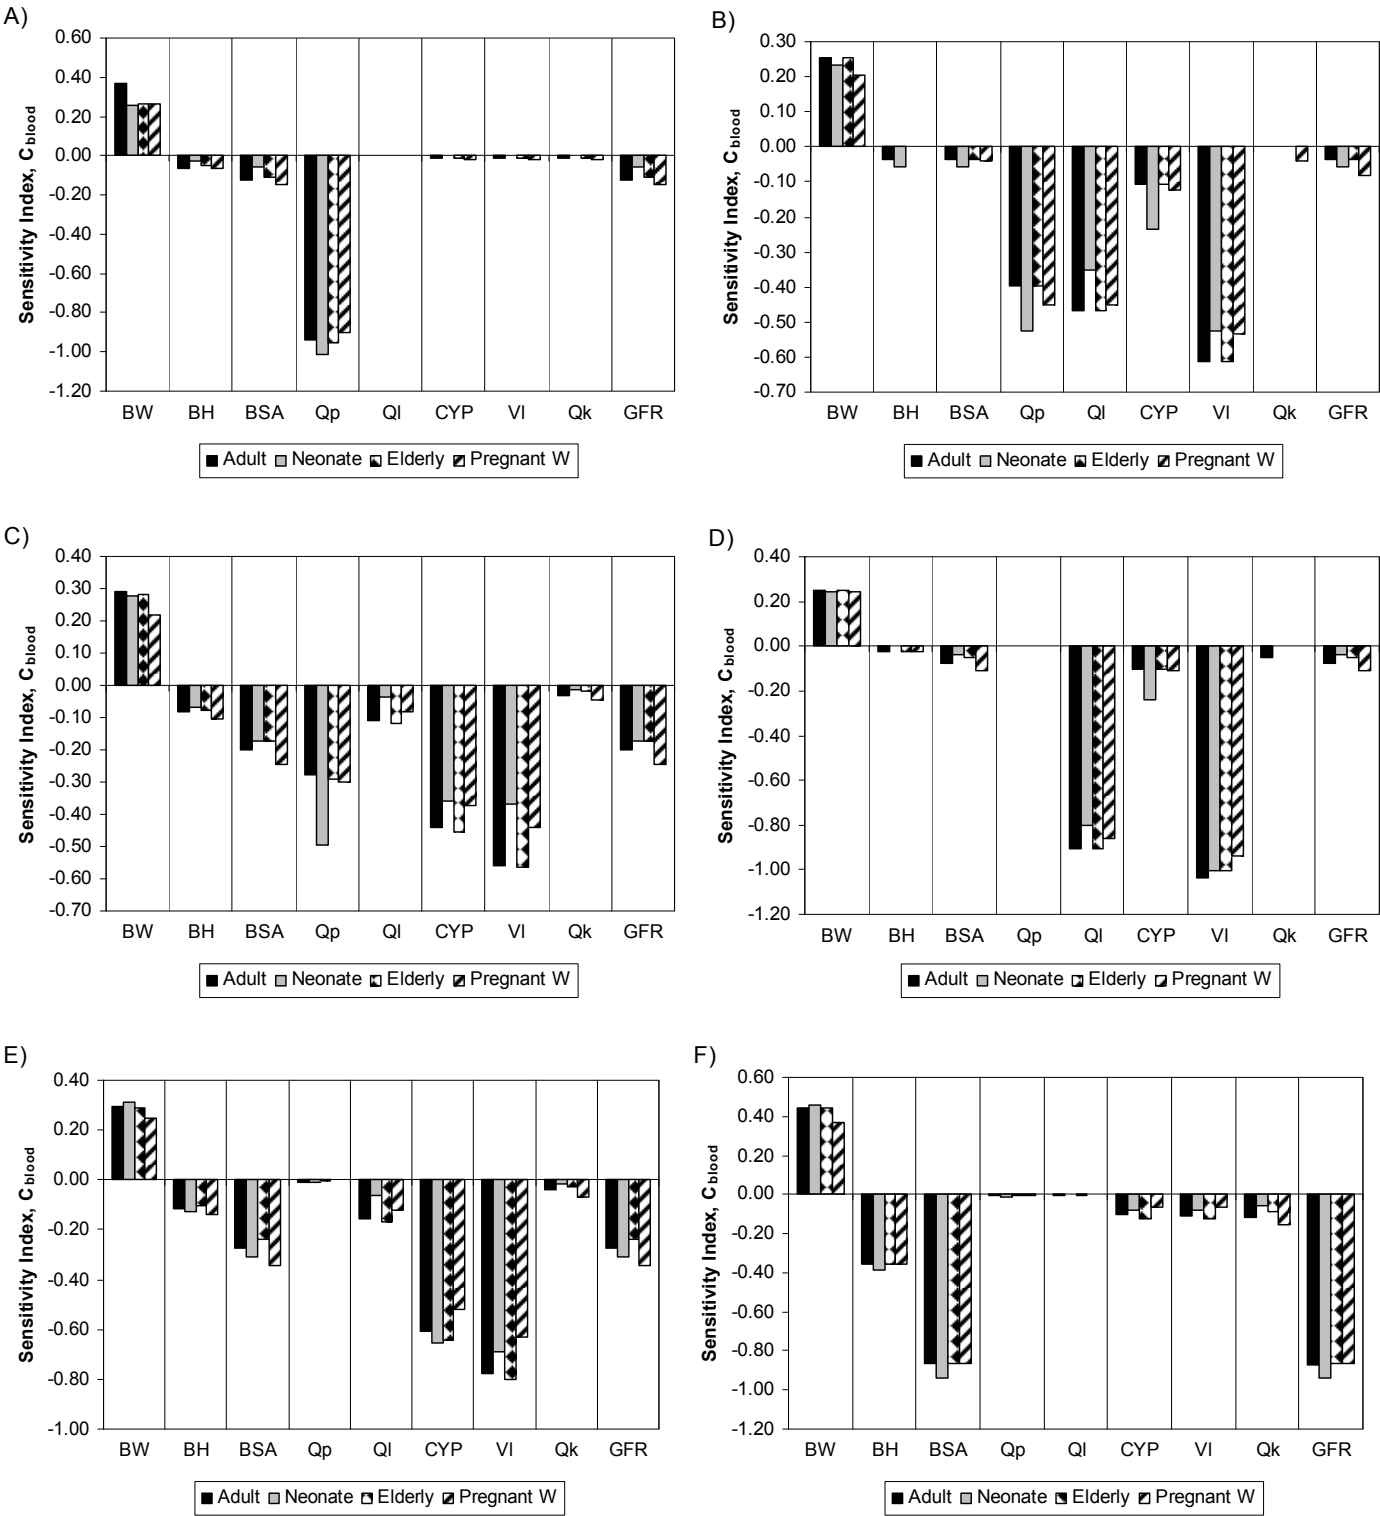 A)
Sensitivity Index, Cblood
0.60
0.40
0.20
0.00
-0.20
-0.40
-0.60
-0.80
-1.00
-1.20
BW BH BSA Qp Ql CYP Vl Qk GFR
Adult Neonate Elderly Pregnant W
B)
Sensitivity Index, Cblood
0.30
0.20
0.10
0.00
-0.10
-0.20
-0.30
-0.40
-0.50
-0.60
-0.70
BW BH BSA Qp Ql CYP Vl Qk GFR
Adult Neonate Elderly Pregnant W
C)
Sensitivity Index, Cblood
0.40
0.30
0.20
0.10
0.00
-0.10
-0.20
-0.30
-0.40
-0.50
-0.60
-0.70
BW BH BSA Qp Ql CYP Vl Qk GFR
Adult Neonate Elderly Pregnant W
D)
Sensitivity Index, Cblood
0.40
0.20
0.00
-0.20
-0.40
-0.60
-0.80
-1.00
-1.20
BW BH BSA Qp Ql CYP Vl Qk GFR
Adult Neonate Elderly Pregnant W
E)
Sensitivity Index, Cblood
0.40
0.20
0.00
-0.20
-0.40
-0.60
-0.80
-1.00
BW BH BSA Qp Ql CYP Vl Qk GFR
Adult Neonate Elderly Pregnant W
F)
Sensitivity Index, Cblood
0.60
0.40
0.20
0.00
-0.20
-0.40
-0.60
-0.80
-1.00
-1.20
BW BH BSA Qp Ql CYP Vl Qk GFR
Adult Neonate Elderly Pregnant W